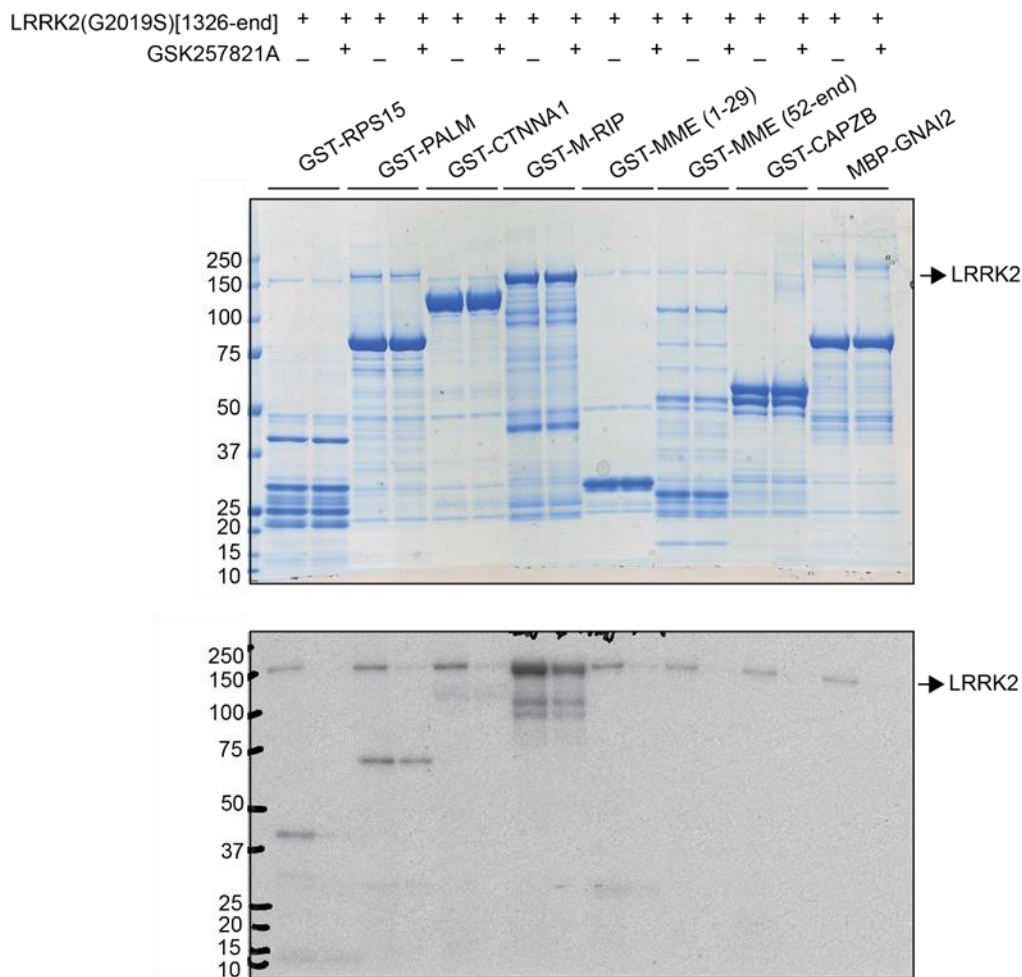 LRRK2(G2019S)[1326-end] + + + + + + + + + + + + + + + +
GSK257821A – + – + – + – + – + – + – + – +
GST-RPS15
GST-PALM
GST-CTNNA1
GST-M-RIP
GST-MME (1-29)
GST-MME (52-end)
GST-CAPZB
MBP-GNAI2
250
150
100
75
50
37
25
20
15
10
LRRK2
250
150
100
75
50
37
25
20
15
10
LRRK2